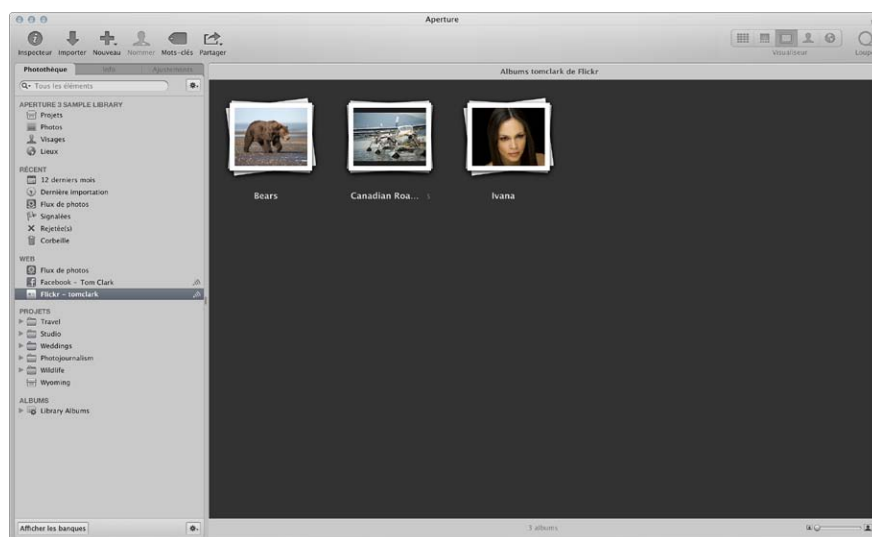 Aperture
Inspecteur Importer Nouveau Nommer Mots-clés Partager
Visualiseur
Photothèque Info Ajustements
Albums tomclark de Flickr
Tous les éléments
APERTURE 3 SAMPLE LIBRARY
Projets
Photos
Visages
Lieux
RÉCENT
12 derniers mois
Dernière importation
Flux de photos
Signalées
Rejetée(s)
Corbeille
WEB
Flux de photos
Facebook - Tom Clark
Flickr - tomclark
PROJETS
Travel
Studio
Weddings
Photojournalism
Wildlife
Wyoming
ALBUMS
Library Albums
Bears
Canadian Roa...
Ivana
Afficher les banques
3 albums